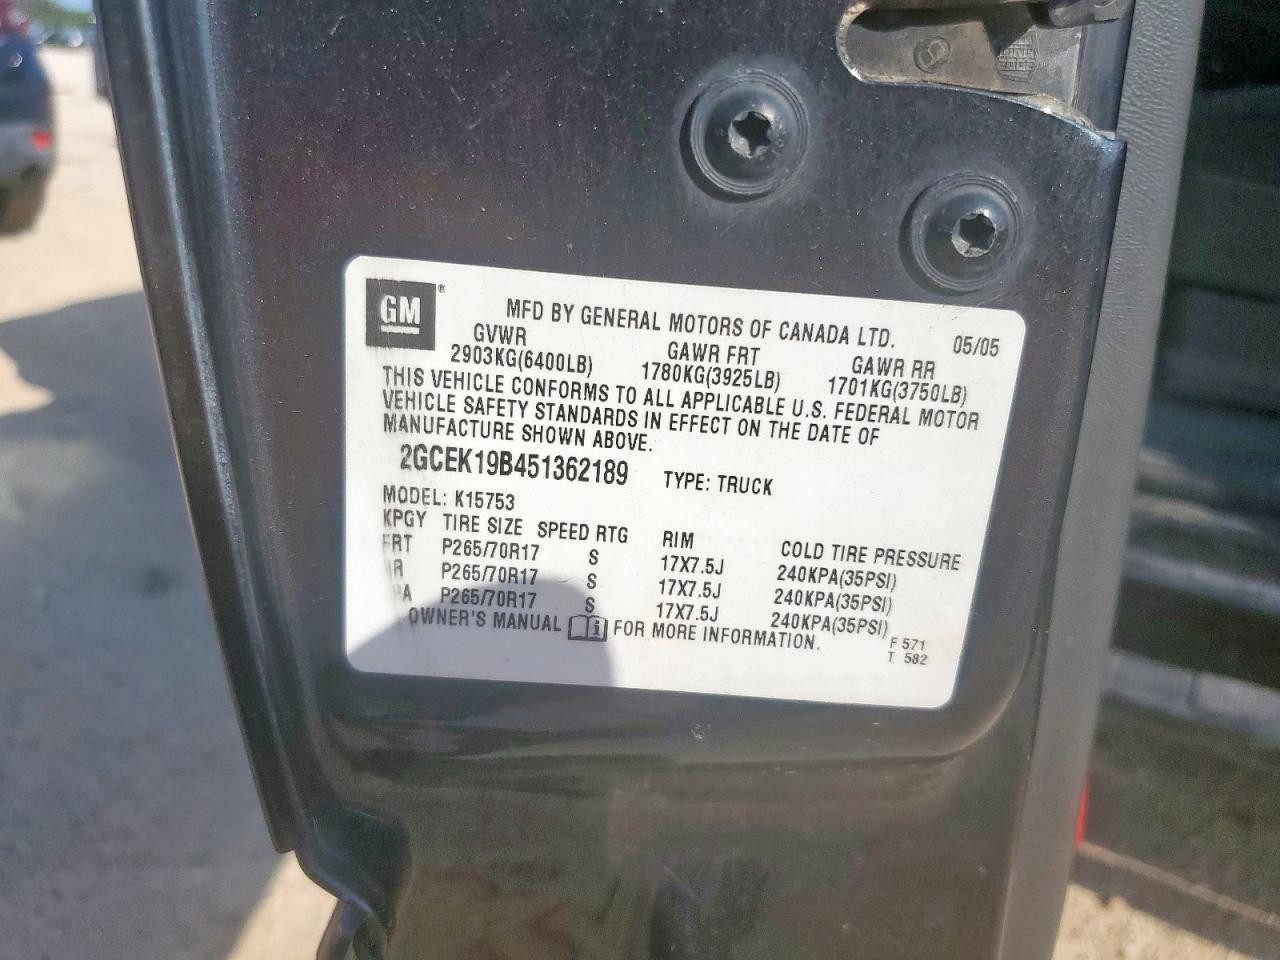 GM®
MFD BY GENERAL MOTORS OF CANADA LTD.
05/05
GVWR GAWR FRT GAWR RR
2903KG(6400LB) 1780KG(3925LB) 1701KG(3750LB)
THIS VEHICLE CONFORMS TO ALL APPLICABLE U.S. FEDERAL MOTOR
VEHICLE SAFETY STANDARDS IN EFFECT ON THE DATE OF
MANUFACTURE SHOWN ABOVE.
2GCEK19B451362189 TYPE: TRUCK
MODEL: K15753
KPGY TIRE SIZE SPEED RTG RIM COLD TIRE PRESSURE
FRT P265/70R17 S 17X7.5J 240KPA(35PSI)
RR P265/70R17 S 17X7.5J 240KPA(35PSI)
PA P265/70R17 S 17X7.5J 240KPA(35PSI)
OWNER'S MANUAL i FOR MORE INFORMATION.
F 571
T 582